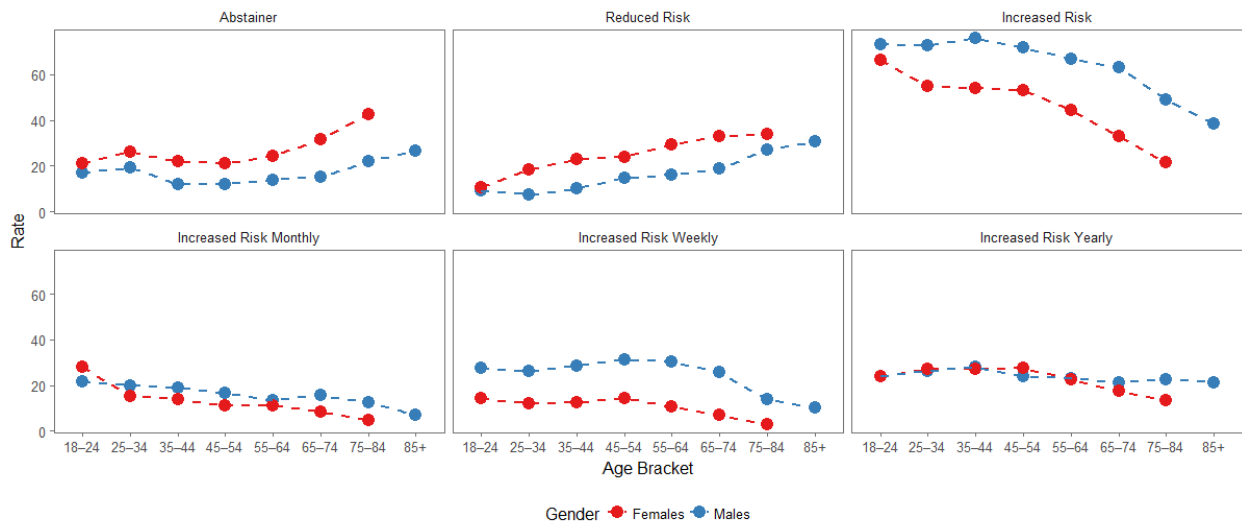 Abstainer
Reduced Risk
Increased Risk
60
40
20
0
Rate
Increased Risk Monthly
Increased Risk Weekly
Increased Risk Yearly
60
40
20
0
18–24 25–34 35–44 45–54 55–64 65–74 75–84 85+
18–24 25–34 35–44 45–54 55–64 65–74 75–84 85+
18–24 25–34 35–44 45–54 55–64 65–74 75–84 85+
Age Bracket
Gender Females Males